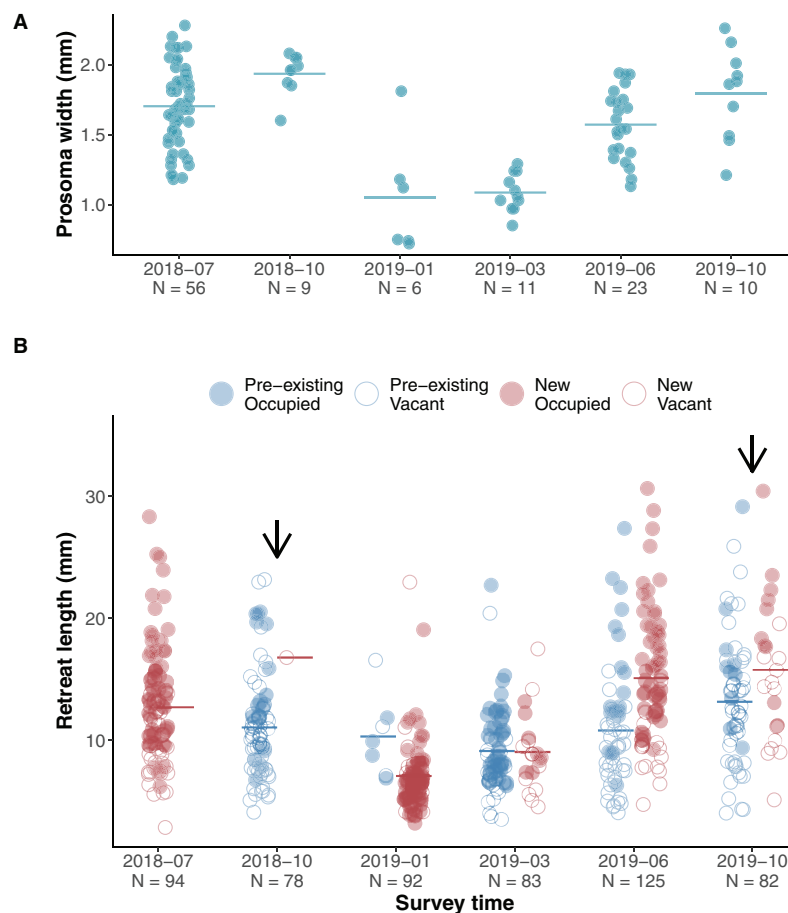 A
Prosoma width (mm)
2.0
1.5
1.0
2018−07 2018−10 2019−01 2019−03 2019−06 2019−10
N = 56 N = 9 N = 6 N = 11 N = 23 N = 10
B
Pre−existing Pre−existing New New
Occupied Vacant Occupied Vacant
Retreat length (mm)
30
20
10
2018−07 2018−10 2019−01 2019−03 2019−06 2019−10
N = 94 N = 78 N = 92 N = 83 N = 125 N = 82
Survey time